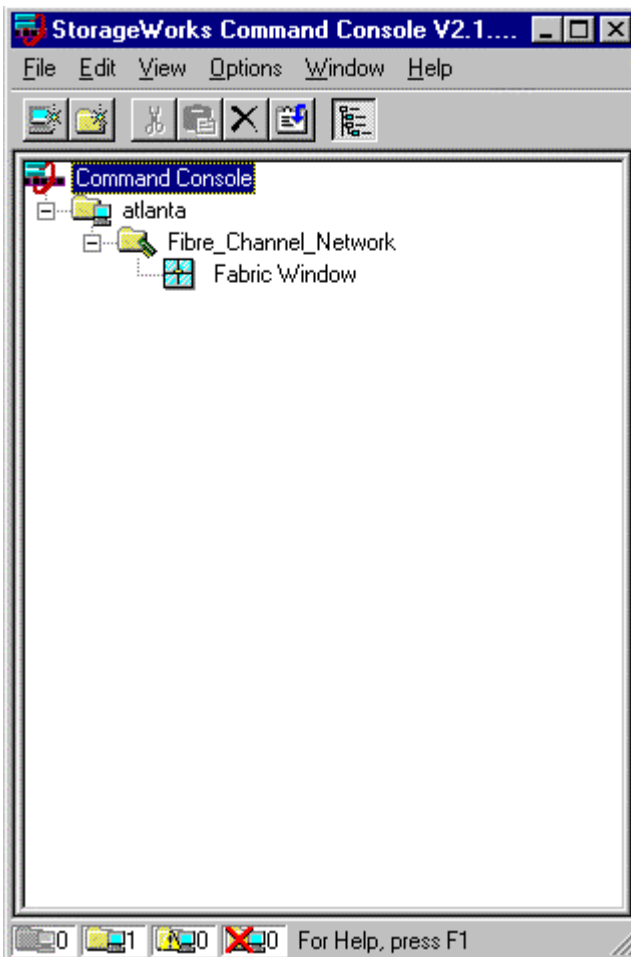 StorageWorks Command Console V2.1....
File Edit View Options Window Help
Command Console
atlanta
Fibre_Channel_Network
Fabric Window
0 1 0 0 For Help, press F1